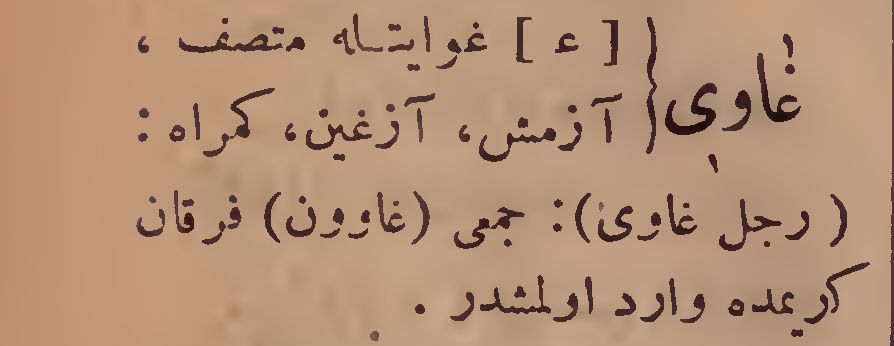 غاوی { [ ع ] غوایتله متصف ،
آزمش، آزغین، کمراه :
( رجل غاوی): جمعی (غاوون) فرقان
کریمده وارد اولمشدر .